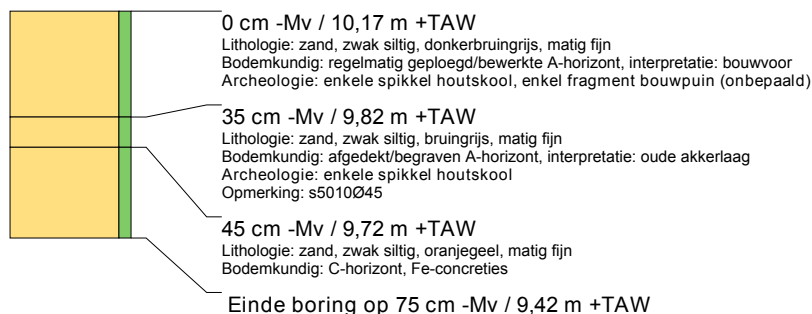 0 cm -Mv / 10,17 m +TAW
Lithologie: zand, zwak siltig, donkerbruingrijs, matig fijn
Bodemkundig: regelmatig geploegd/bewerkte A-horizont, interpretatie: bouwvoor
Archeologie: enkele spikkel houtskool, enkel fragment bouwpuin (onbepaald)
35 cm -Mv / 9,82 m +TAW
Lithologie: zand, zwak siltig, bruingrijs, matig fijn
Bodemkundig: afgedekt/begraven A-horizont, interpretatie: oude akkerlaag
Archeologie: enkele spikkel houtskool
Opmerking: s5010Ø45
45 cm -Mv / 9,72 m +TAW
Lithologie: zand, zwak siltig, oranjegeel, matig fijn
Bodemkundig: C-horizont, Fe-concreties
Einde boring op 75 cm -Mv / 9,42 m +TAW